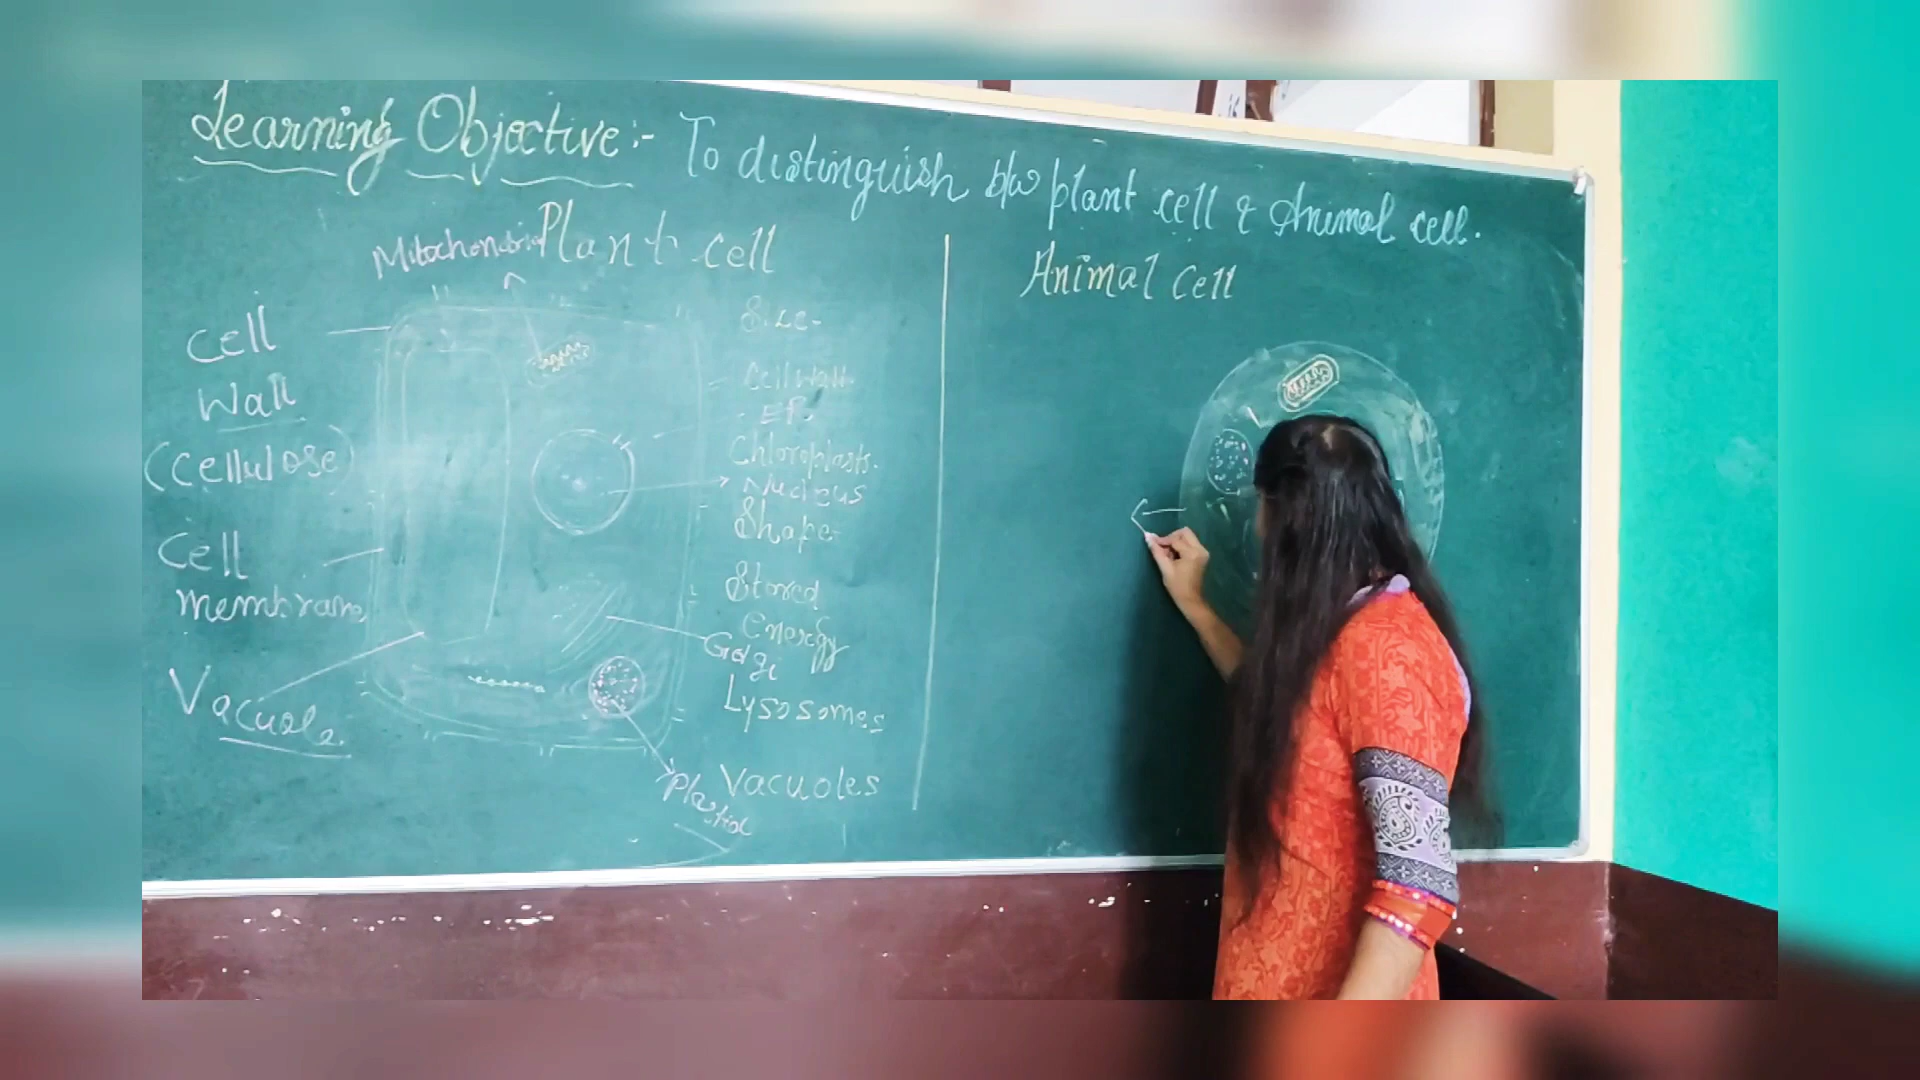 Learning Objective:- To distinguish b/w plant cell & Animal cell.
Plant cell
Mitochondria
Cell
Wall
(Cellulose)
Cell
membrane
Vacuole
Size-
Cell wall
ER
Chloroplasts.
Nucleus
Shape-
Stored
energy
Golgi
Lysosomes
Vacuoles
Plastid
Animal Cell